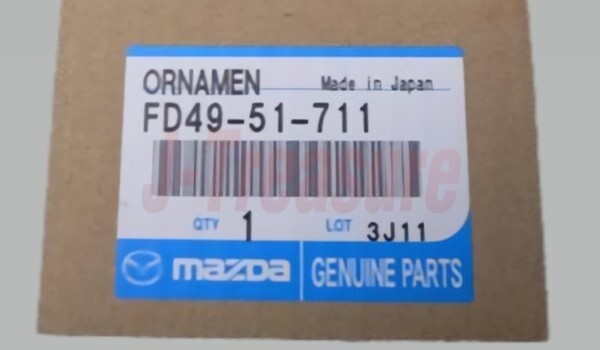 ORNAMEN Made in Japan
FD49-51-711
J-Treasure
QTY 1 LOT 3J11
mazda GENUINE PARTS